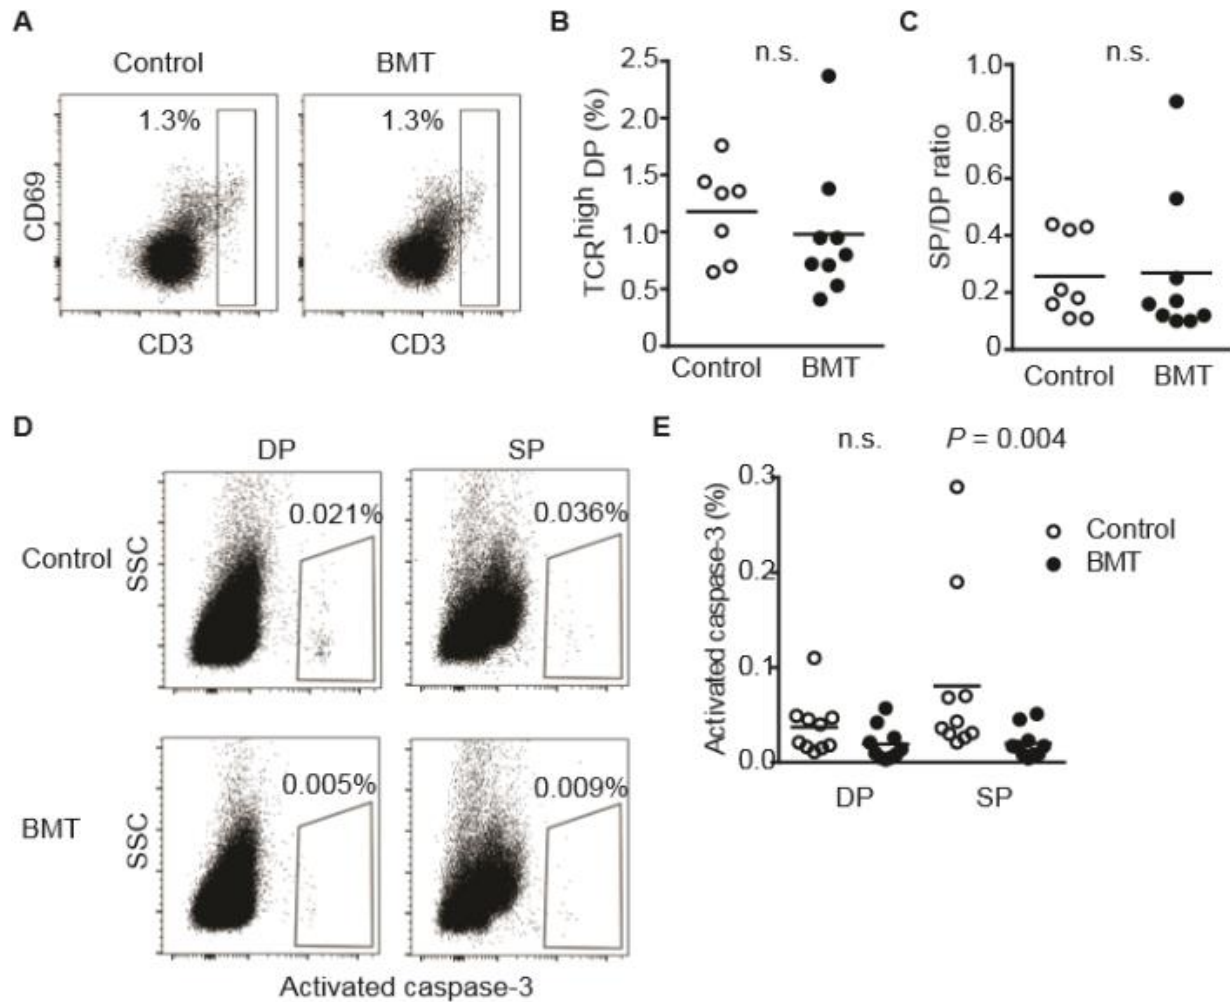 A
Control
BMT
1.3%
1.3%
CD69
CD3
CD3
B
n.s.
TCRhigh DP (%)
2.5
2.0
1.5
1.0
0.5
0
Control
BMT
C
n.s.
SP/DP ratio
1.0
0.8
0.6
0.4
0.2
0
Control
BMT
D
DP
SP
Control
SSC
0.021%
0.036%
BMT
SSC
0.005%
0.009%
Activated caspase-3
E
n.s.
P = 0.004
Activated caspase-3 (%)
0.3
0.2
0.1
0.0
Control
BMT
DP
SP